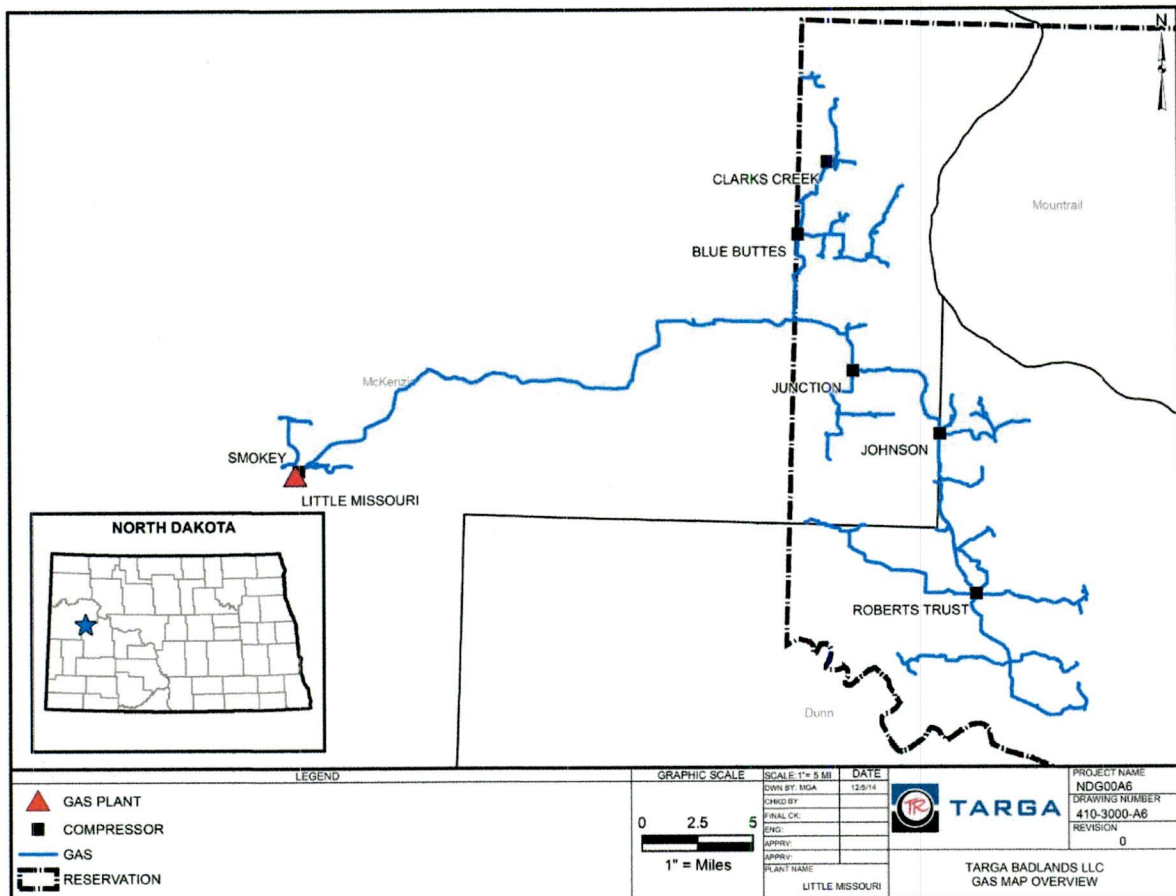 N
CLARKS CREEK
Mountrail
BLUE BUTTES
McKenzie
JUNCTION
JOHNSON
SMOKEY
LITTLE MISSOURI
ROBERTS TRUST
Dunn
NORTH DAKOTA
LEGEND
GAS PLANT
COMPRESSOR
GAS
RESERVATION
GRAPHIC SCALE
0 2.5 5
1" = Miles
SCALE: 1"= 5 MI DATE
DWN BY: MGA 12/5/14
CHKD BY
FINAL CK:
ENG:
APPRV:
APPRV:
PLANT NAME
LITTLE MISSOURI
TR TARGA
PROJECT NAME
NDG00A6
DRAWING NUMBER
410-3000-A6
REVISION
0
TARGA BADLANDS LLC
GAS MAP OVERVIEW